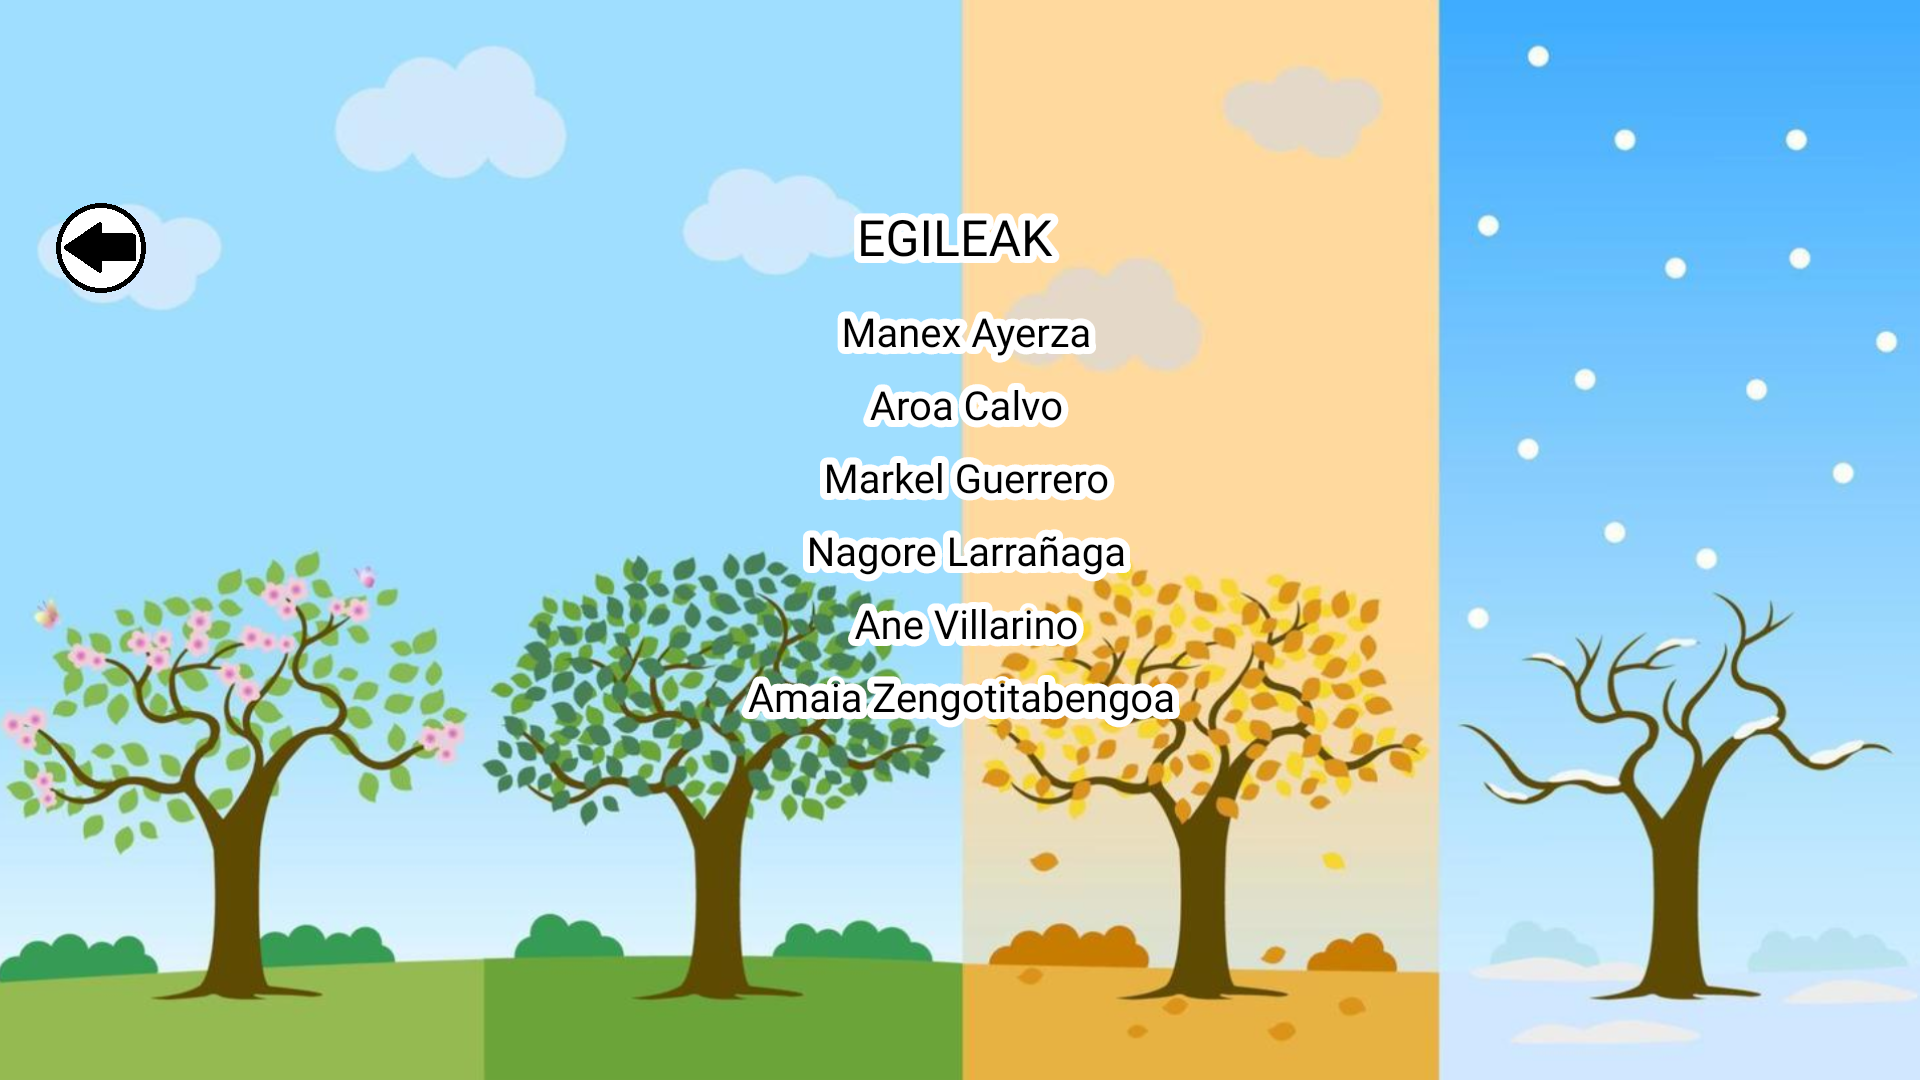 EGILEAK
Manex Ayerza
Aroa Calvo
Markel Guerrero
Nagore Larrañaga
Ane Villarino
Amaia Zengotitabengoa